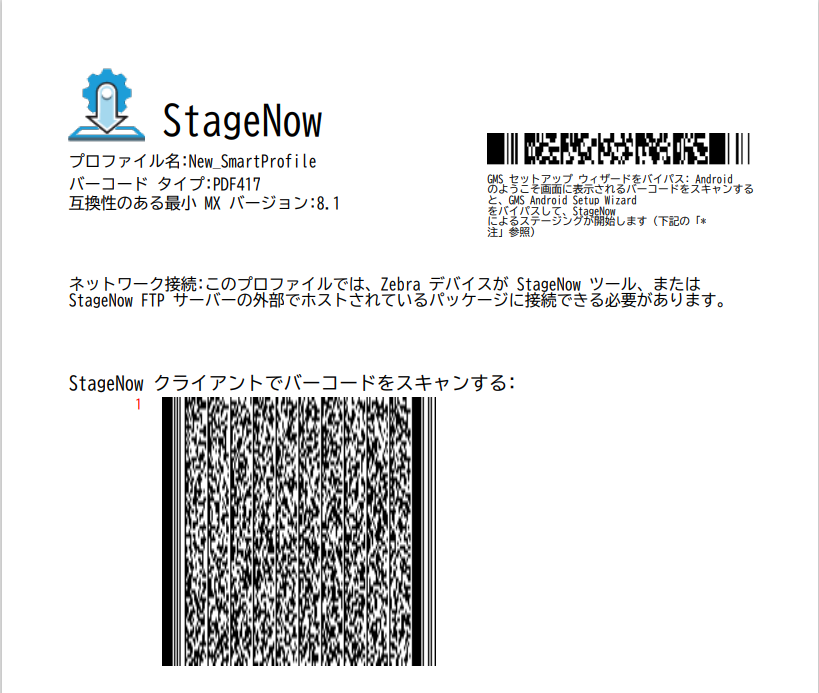 StageNow
プロファイル名:New_SmartProfile
バーコード タイプ:PDF417
互換性のある最小 MX バージョン:8.1
GMS セットアップ ウィザードをバイパス: Android
のようこそ画面に表示されるバーコードをスキャンする
と、GMS Android Setup Wizard
をバイパスして、StageNow
によるステージングが開始します（下記の「*
注」参照）
ネットワーク接続:このプロファイルでは、Zebra デバイスが StageNow ツール、または
StageNow FTP サーバーの外部でホストされているパッケージに接続できる必要があります。
StageNow クライアントでバーコードをスキャンする:
1